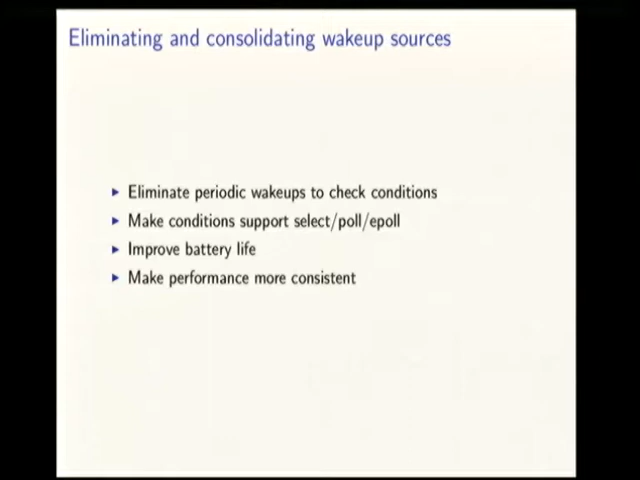 Eliminating and consolidating wakeup sources
▶ Eliminate periodic wakeups to check conditions
▶ Make conditions support select/poll/epoll
▶ Improve battery life
▶ Make performance more consistent